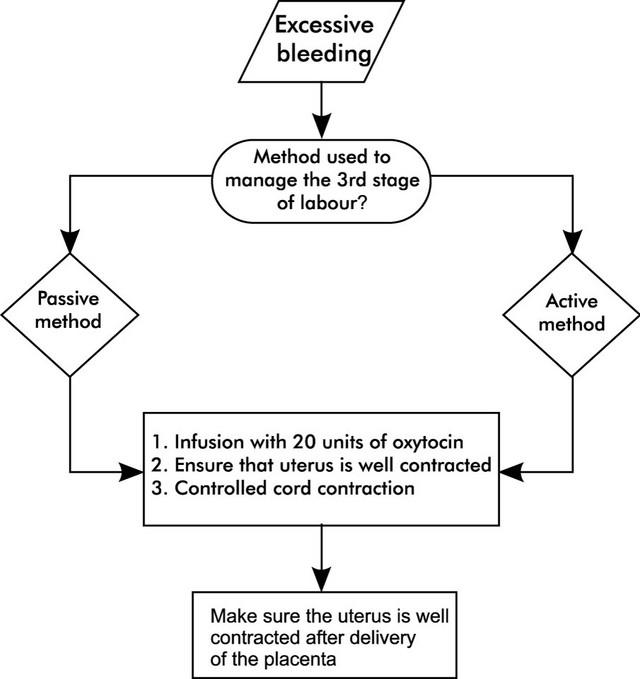 Excessive
bleeding
Method used to
manage the 3rd stage
of labour?
Passive
method
Active
method
1. Infusion with 20 units of oxytocin
2. Ensure that uterus is well contracted
3. Controlled cord contraction
Make sure the uterus is well
contracted after delivery
of the placenta